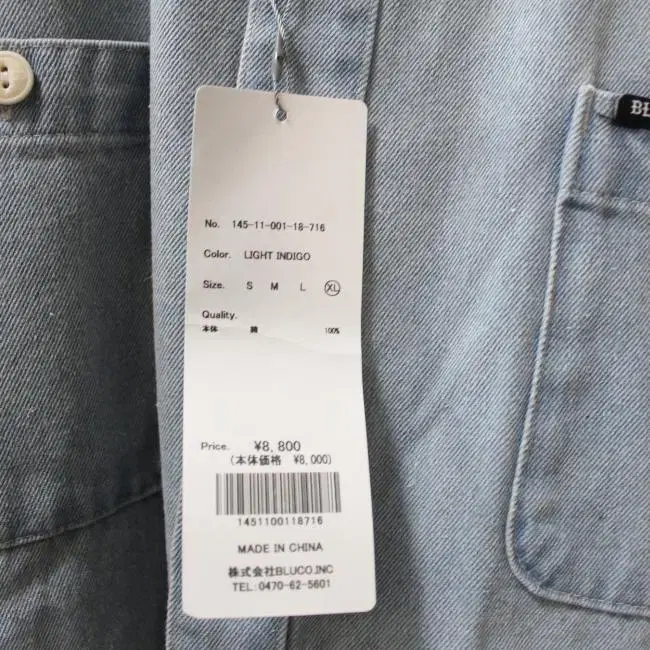 BL
No. 145-11-001-18-716
Color. LIGHT INDIGO
Size. S M L XL
Quality.
本体 綿 100%
Price. ¥8,800
(本体価格 ¥8,000)
1451100118716
MADE IN CHINA
株式会社BLUCO.INC
TEL:0470-62-5601